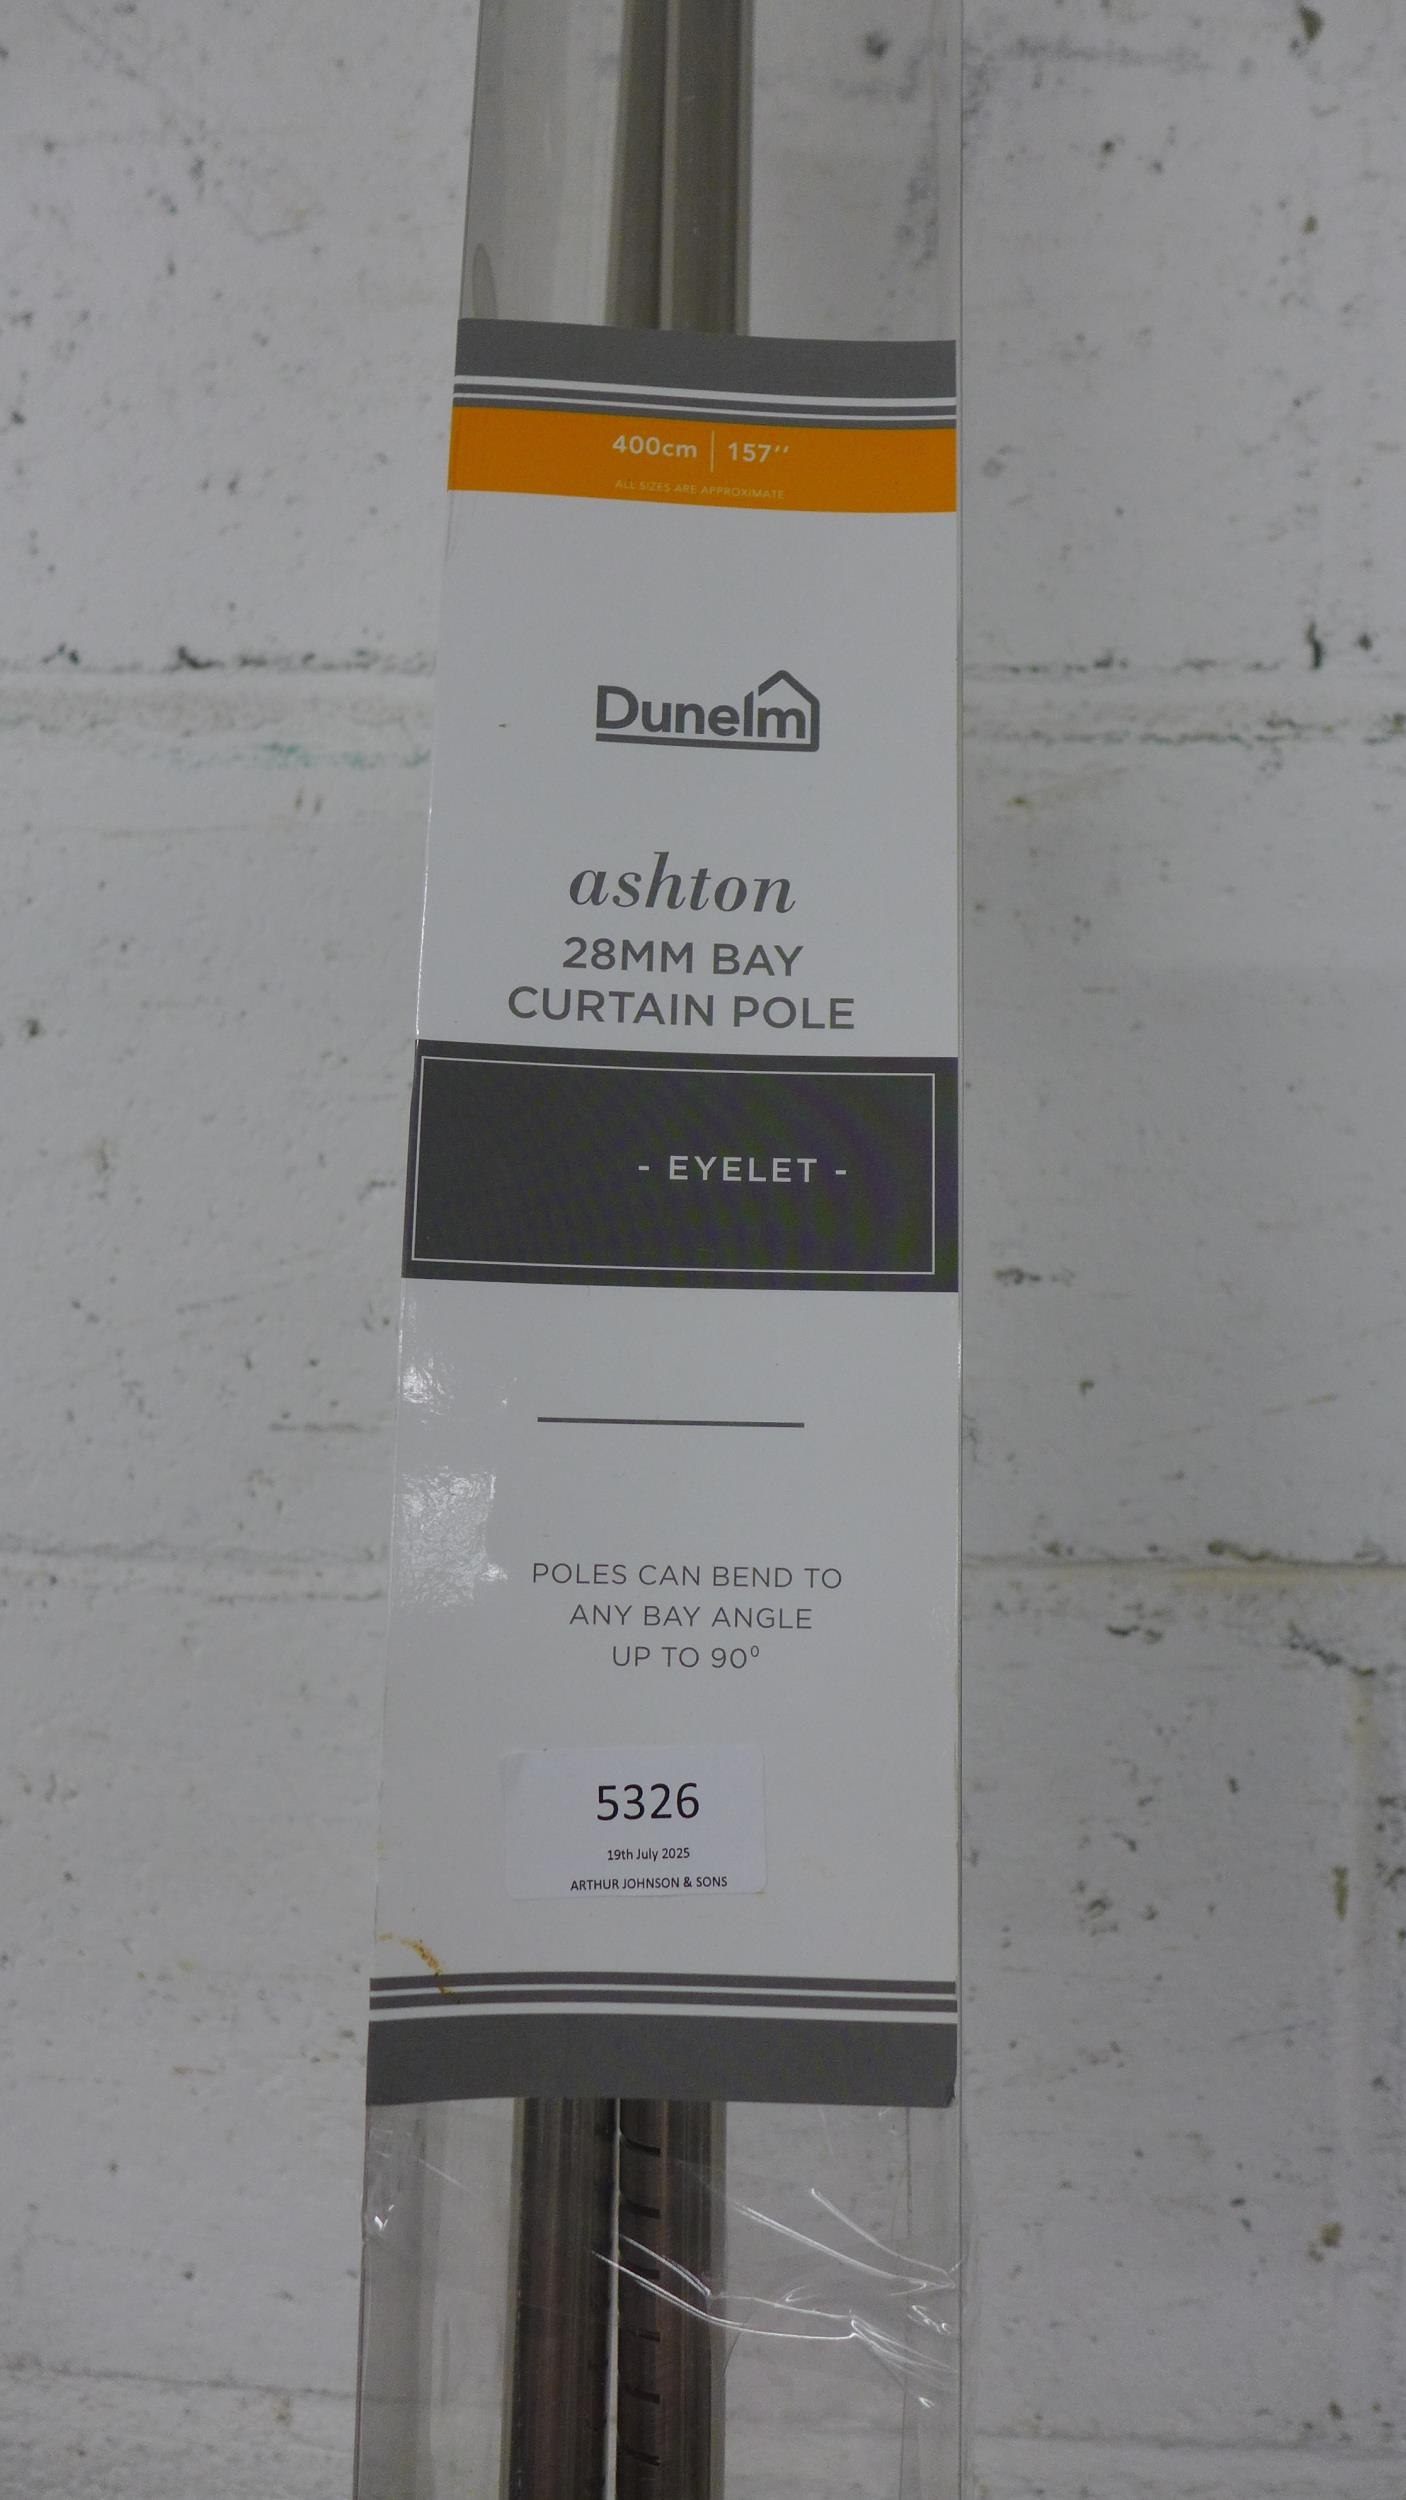 400cm | 157''
ALL SIZES ARE APPROXIMATE
Dunelm
ashton
28MM BAY
CURTAIN POLE
- EYELET -
POLES CAN BEND TO
ANY BAY ANGLE
UP TO 90⁰
5326
19th July 2025
ARTHUR JOHNSON & SONS